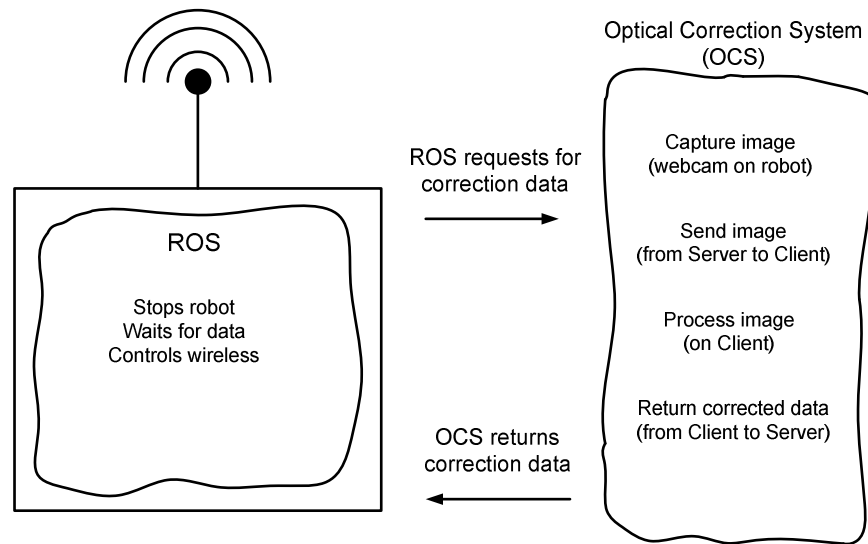 Optical Correction System
(OCS)
ROS requests for
correction data
Capture image
(webcam on robot)
Send image
(from Server to Client)
Process image
(on Client)
Return corrected data
(from Client to Server)
ROS
Stops robot
Waits for data
Controls wireless
OCS returns
correction data